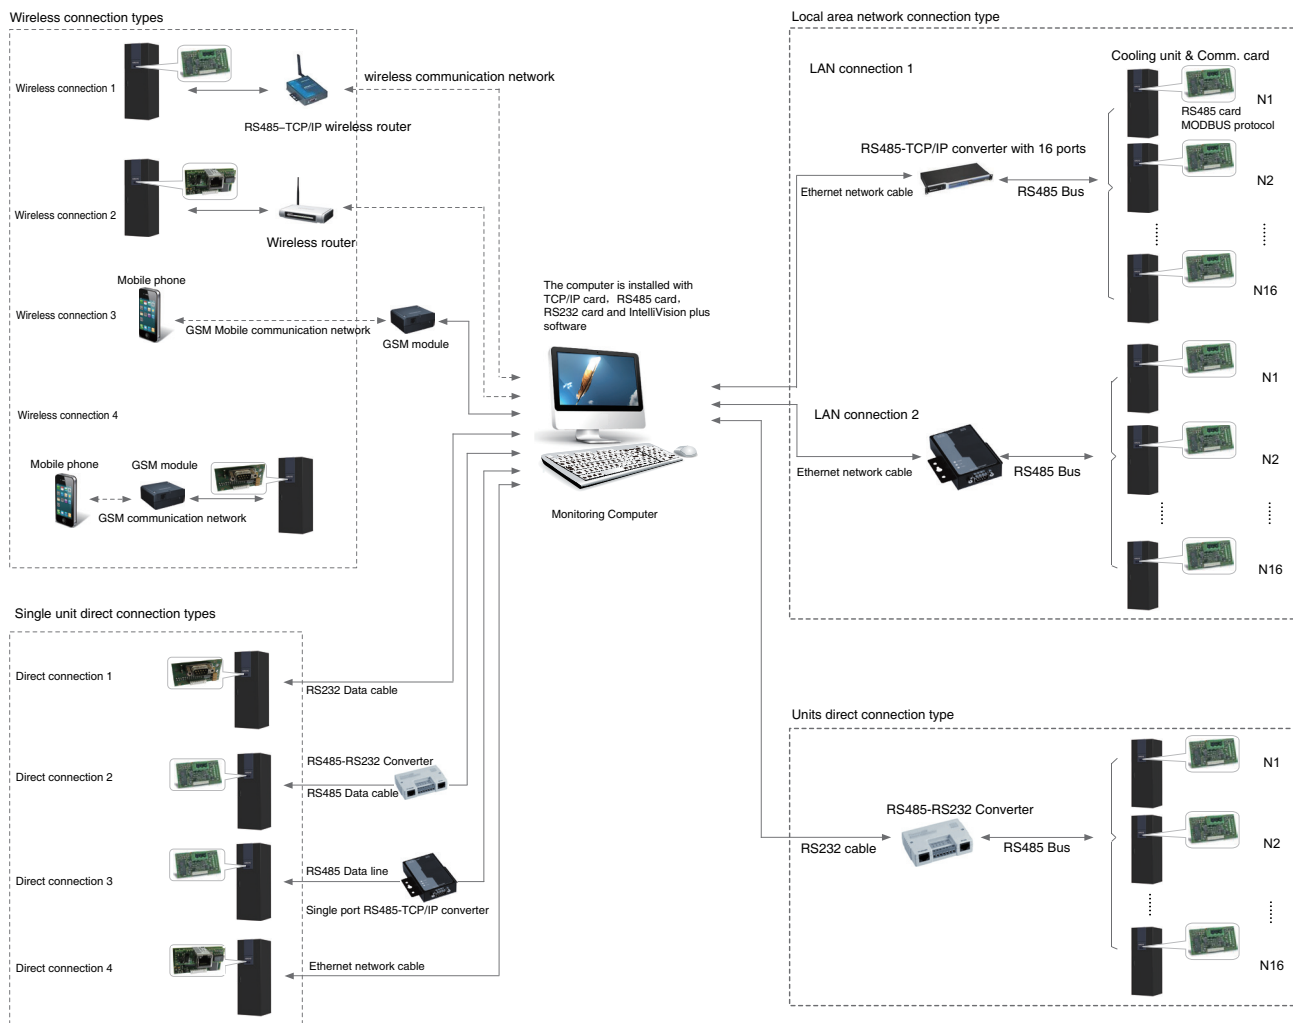 Wireless connection types
Wireless connection 1
RS485–TCP/IP wireless router
wireless communication network
Wireless connection 2
Wireless router
Mobile phone
Wireless connection 3
GSM Mobile communication network
GSM module
Wireless connection 4
Mobile phone
GSM module
GSM communication network
Single unit direct connection types
Direct connection 1
RS232 Data cable
Direct connection 2
RS485-RS232 Converter
RS485 Data cable
Direct connection 3
RS485 Data line
Single port RS485-TCP/IP converter
Direct connection 4
Ethernet network cable
The computer is installed with
TCP/IP card，RS485 card，
RS232 card and IntelliVision plus
software
Monitoring Computer
Local area network connection type
LAN connection 1
Cooling unit & Comm. card
N1
RS485 card
MODBUS protocol
RS485-TCP/IP converter with 16 ports
Ethernet network cable
RS485 Bus
N2
N16
LAN connection 2
Ethernet network cable
RS485 Bus
N1
N2
N16
Units direct connection type
RS485-RS232 Converter
RS232 cable
RS485 Bus
N1
N2
N16